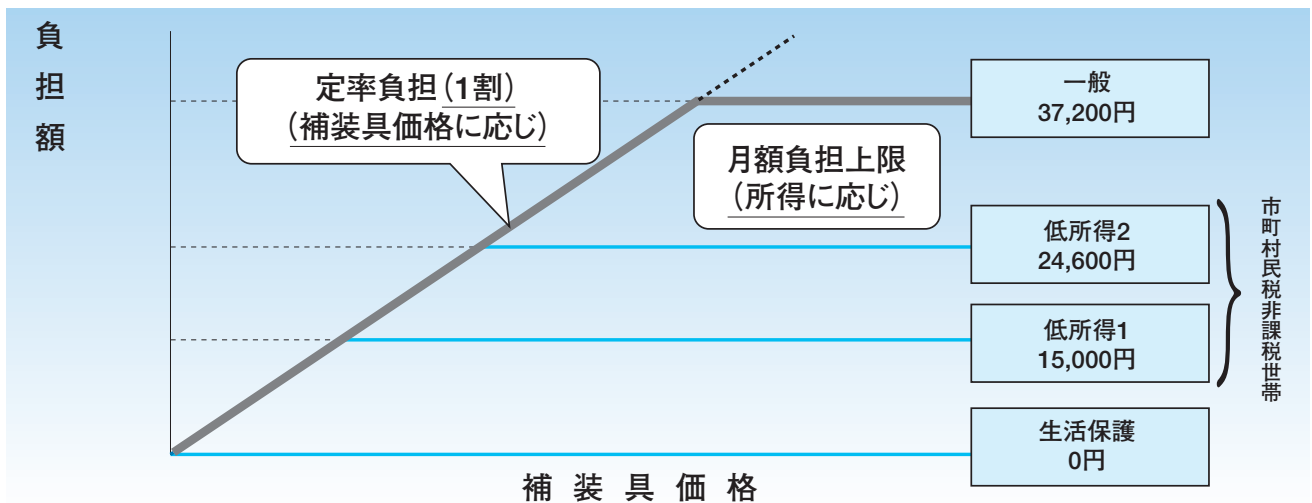 負担額
定率負担(1割)
(補装具価格に応じ)
月額負担上限
(所得に応じ)
一般
37,200円
低所得2
24,600円
低所得1
15,000円
市町村民税非課税世帯
生活保護
0円
補装具価格